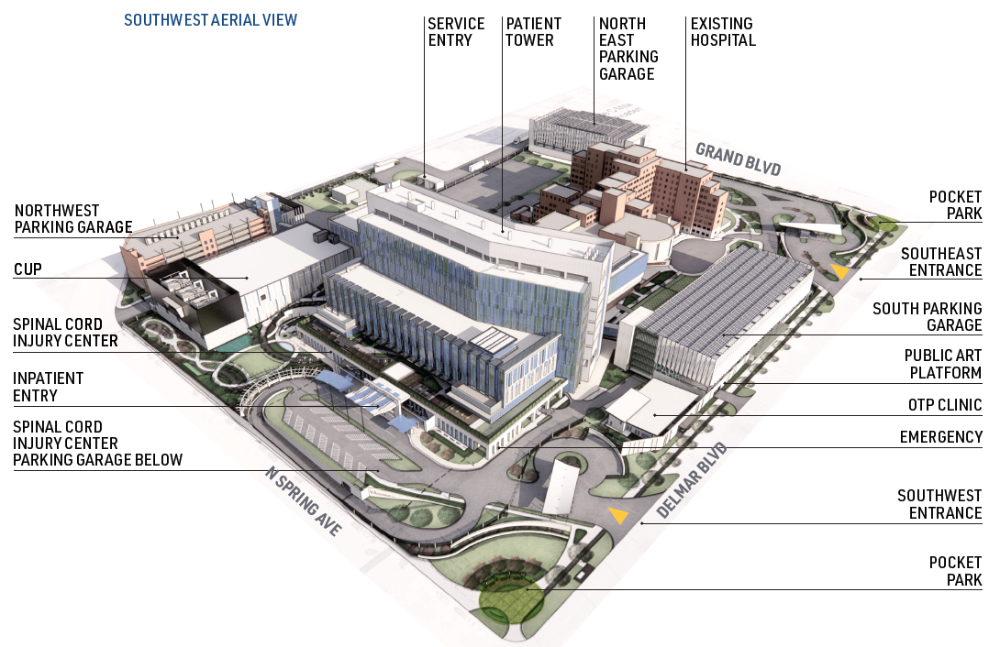 SOUTHWEST AERIAL VIEW
SERVICE
ENTRY
PATIENT
TOWER
NORTH
EAST
PARKING
GARAGE
EXISTING
HOSPITAL
GRAND BLVD
NORTHWEST
PARKING GARAGE
CUP
SPINAL CORD
INJURY CENTER
INPATIENT
ENTRY
SPINAL CORD
INJURY CENTER
PARKING GARAGE BELOW
N SPRING AVE
DELMAR BLVD
POCKET
PARK
SOUTHEAST
ENTRANCE
SOUTH PARKING
GARAGE
PUBLIC ART
PLATFORM
OTP CLINIC
EMERGENCY
SOUTHWEST
ENTRANCE
POCKET
PARK